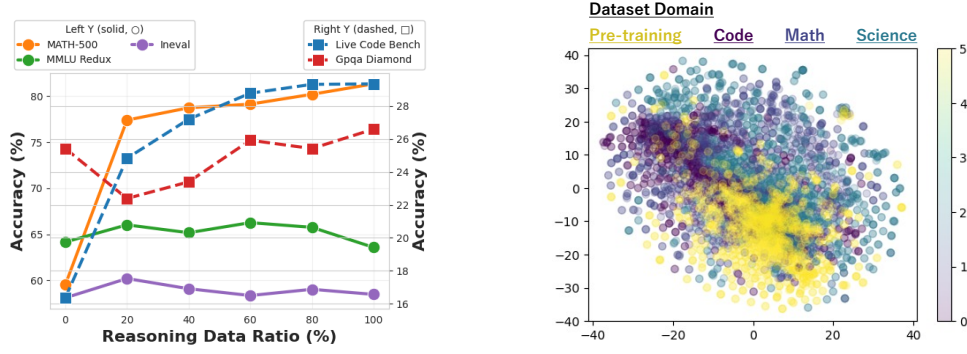 Left Y (solid, ○)
MATH-500
MMLU Redux
Ineval
Right Y (dashed, □)
Live Code Bench
Gpqa Diamond
Accuracy (%)
80
75
70
65
60
28
26
24
22
20
18
16
Accuracy (%)
0 20 40 60 80 100
Reasoning Data Ratio (%)
Dataset Domain
Pre-training Code Math Science
40
30
20
10
0
−10
−20
−30
−40
−40 −20 0 20 40
5
4
3
2
1
0